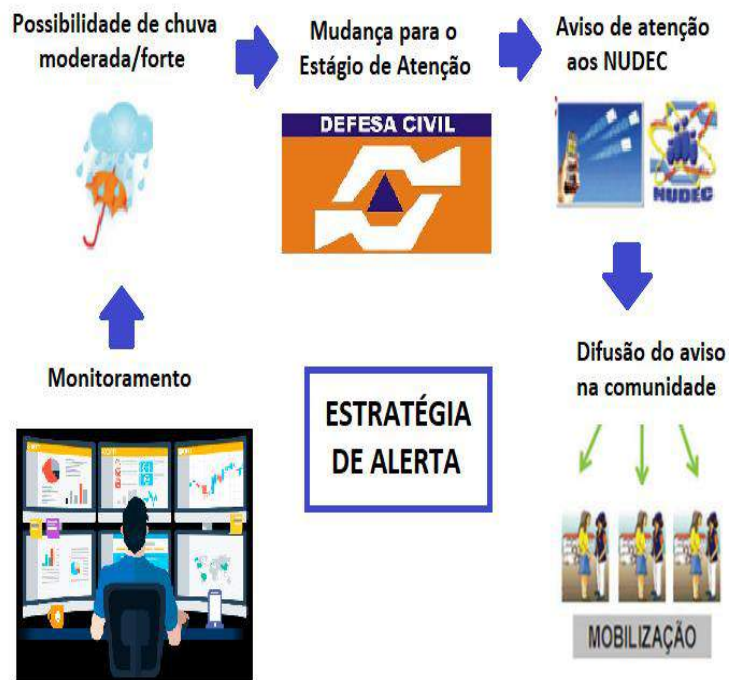 Possibilidade de chuva
moderada/forte
Mudança para o
Estágio de Atenção
Aviso de atenção
aos NUDEC
DEFESA CIVIL
NUDEC
Monitoramento
ESTRATÉGIA
DE ALERTA
Difusão do aviso
na comunidade
MOBILIZAÇÃO